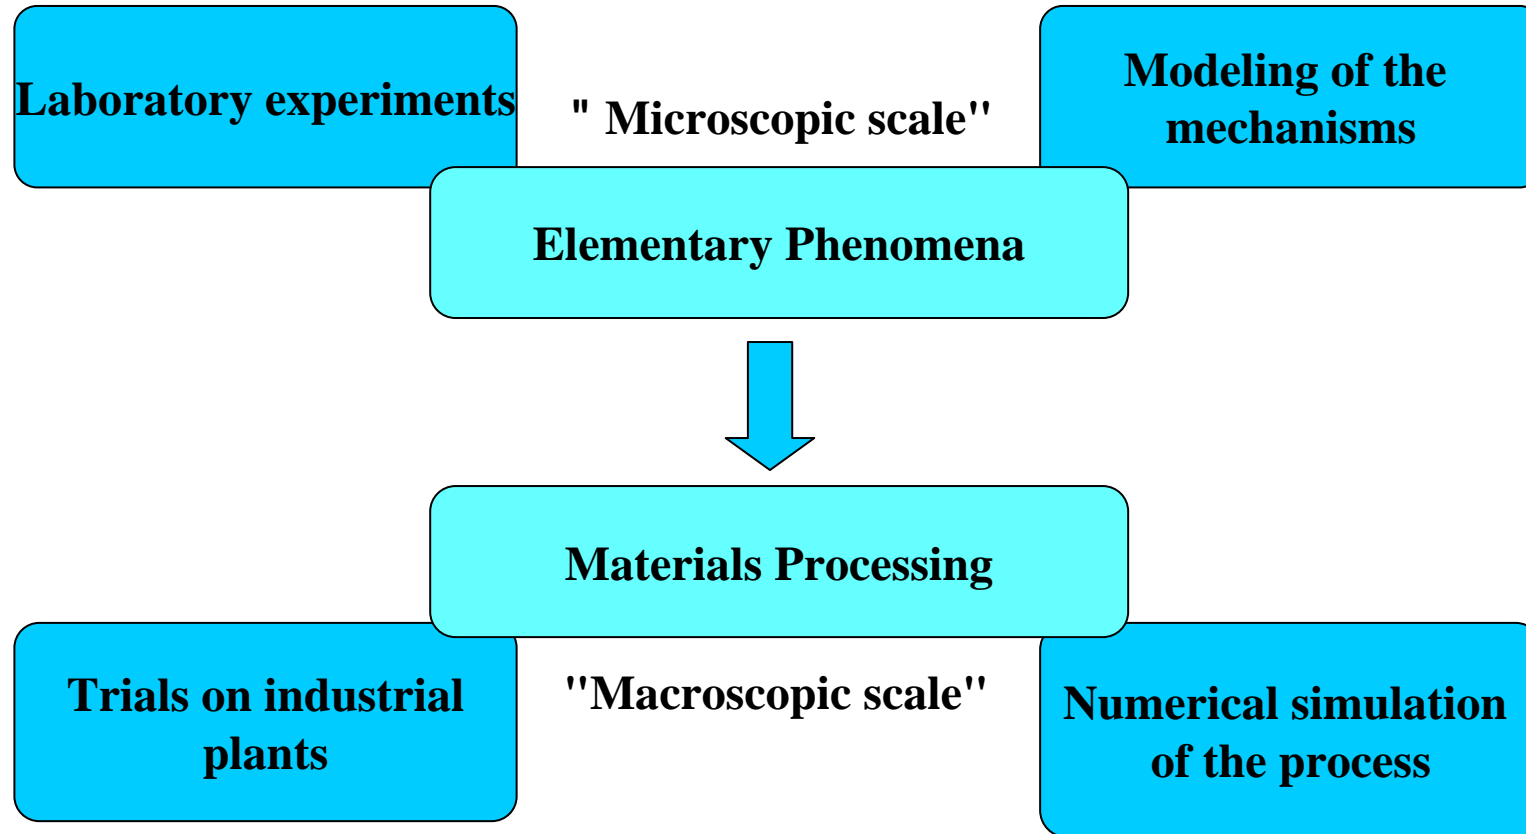 Laboratory experiments
" Microscopic scale"
Modeling of the
mechanisms
Elementary Phenomena
Materials Processing
Trials on industrial
plants
"Macroscopic scale"
Numerical simulation
of the process